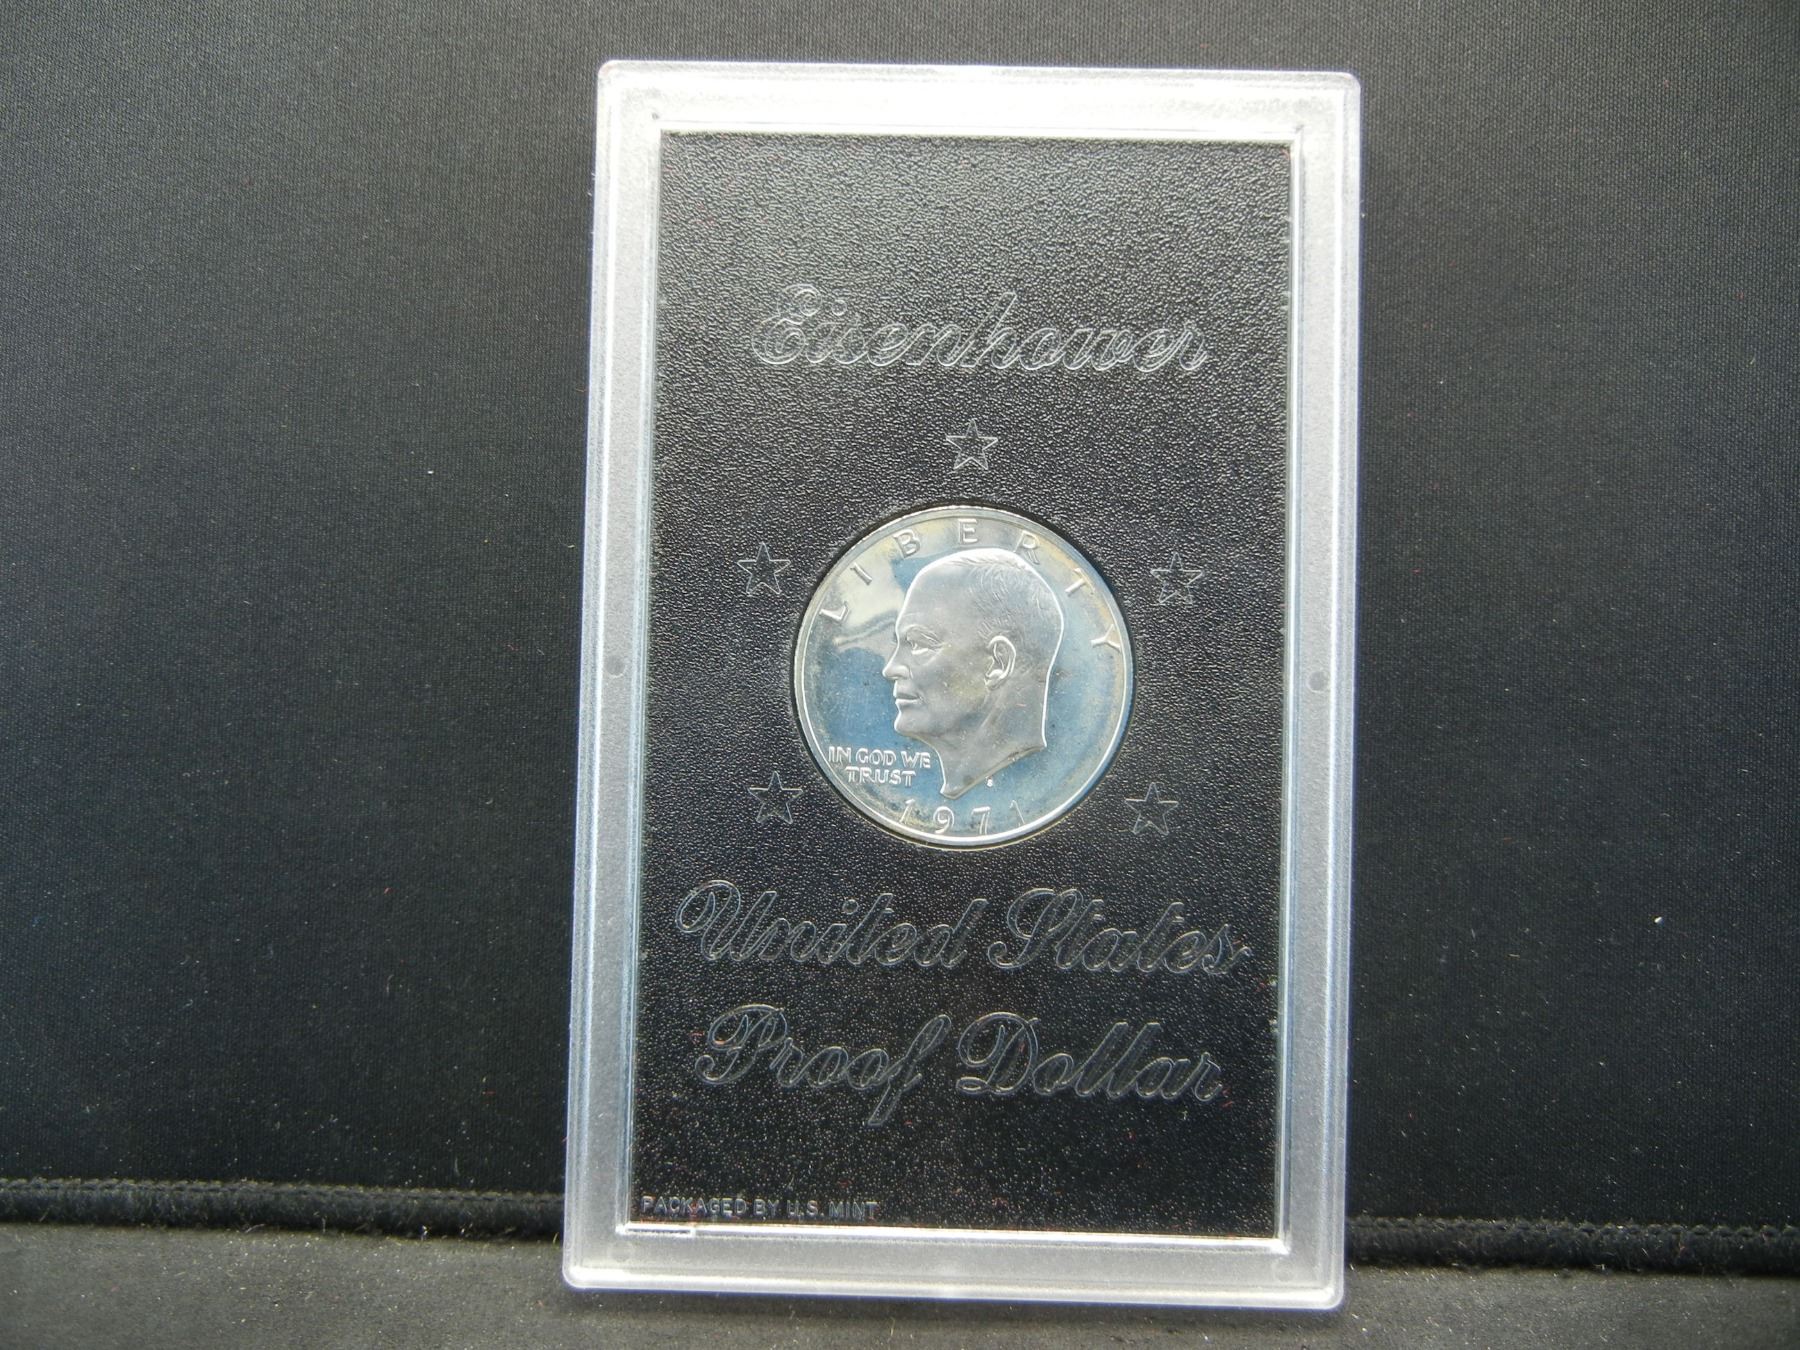 Eisenhower
LIBERTY
IN GOD WE
TRUST
S
1971
United States
Proof Dollar
PACKAGED BY U.S. MINT